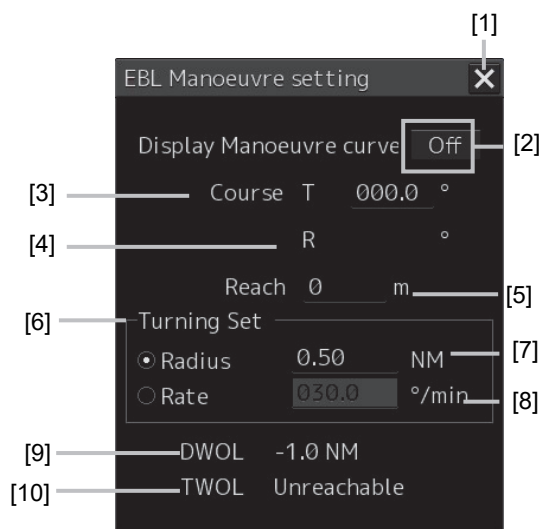 [1]
EBL Manoeuvre setting X
Display Manoeuvre curve Off [2]
[3] Course T 000.0 °
[4] R °
Reach 0 m [5]
[6] Turning Set
Radius 0.50 NM [7]
Rate 030.0 °/min [8]
[9] DWOL -1.0 NM
[10] TWOL Unreachable